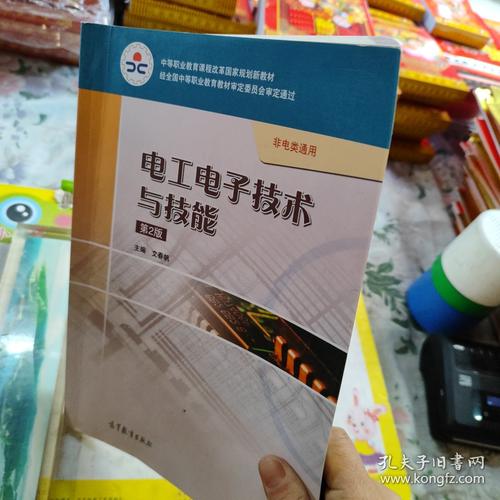 中等职业教育课程改革国家规划新教材
经全国中等职业教育教材审定委员会审定通过
非电类通用
电工电子技术
与技能
第2版
主编 文春帆
高等教育出版社
孔夫子旧书网